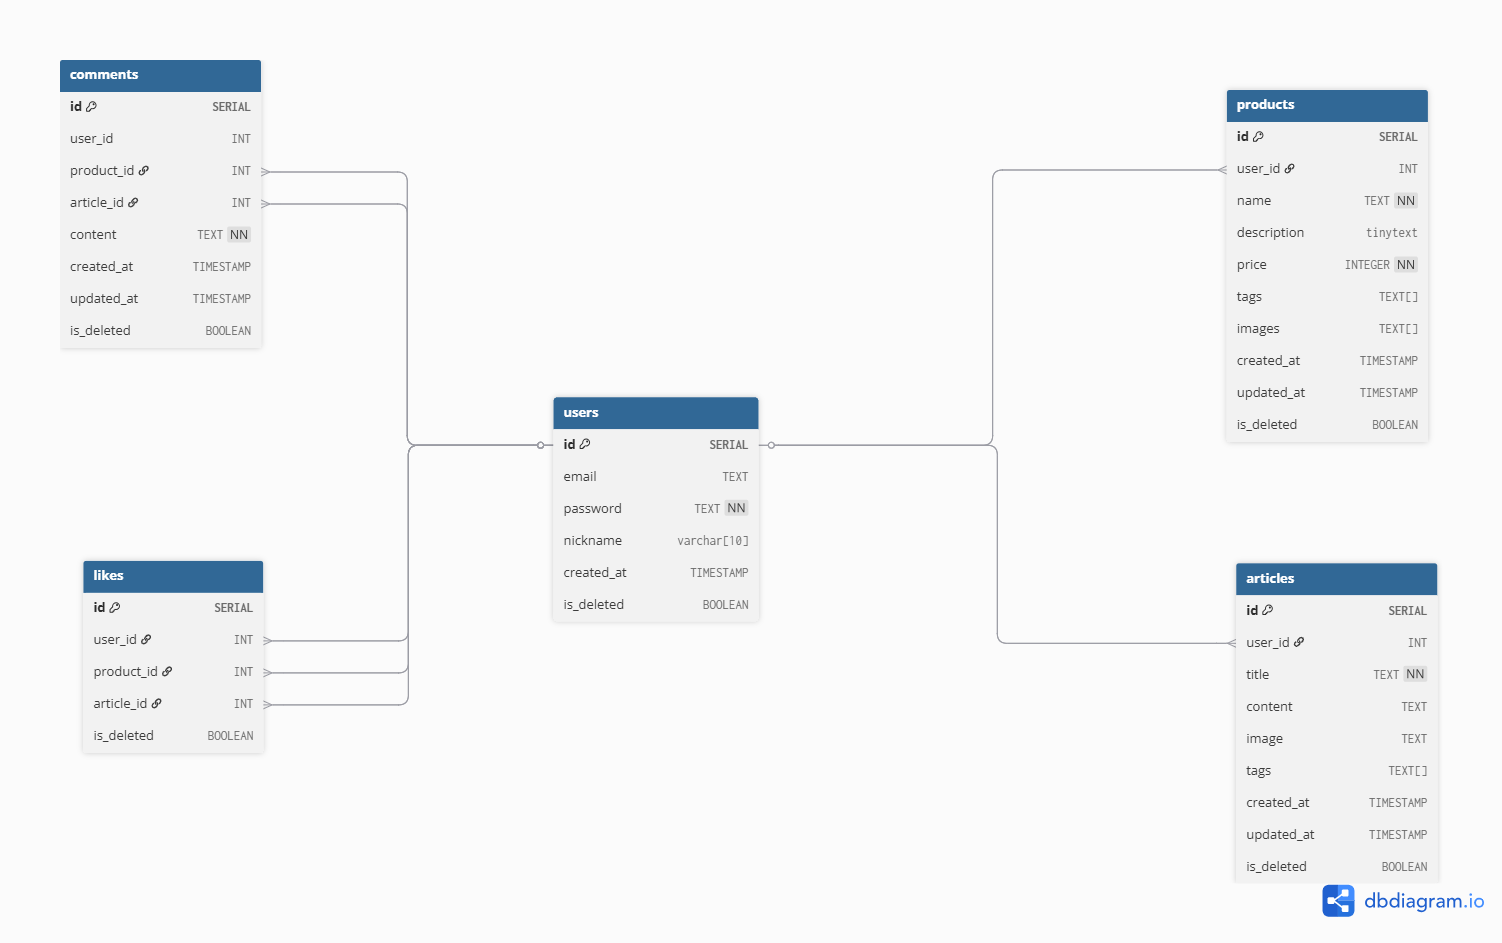 comments
id SERIAL
user_id INT
product_id INT
article_id INT
content TEXT NN
created_at TIMESTAMP
updated_at TIMESTAMP
is_deleted BOOLEAN
products
id SERIAL
user_id INT
name TEXT NN
description tinytext
price INTEGER NN
tags TEXT[]
images TEXT[]
created_at TIMESTAMP
updated_at TIMESTAMP
is_deleted BOOLEAN
users
id SERIAL
email TEXT
password TEXT NN
nickname varchar[10]
created_at TIMESTAMP
is_deleted BOOLEAN
likes
id SERIAL
user_id INT
product_id INT
article_id INT
is_deleted BOOLEAN
articles
id SERIAL
user_id INT
title TEXT NN
content TEXT
image TEXT
tags TEXT[]
created_at TIMESTAMP
updated_at TIMESTAMP
is_deleted BOOLEAN
dbdiagram.io